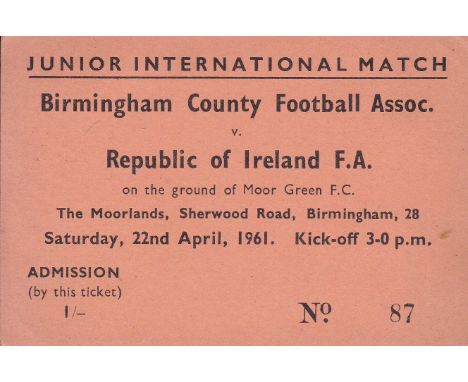 JUNIOR INTERNATIONAL MATCH
Birmingham County Football Assoc.
v.
Republic of Ireland F.A.
on the ground of Moor Green F.C.
The Moorlands, Sherwood Road, Birmingham, 28
Saturday, 22nd April, 1961. Kick-off 3-0 p.m.
ADMISSION
(by this ticket)
1/-
No. 87